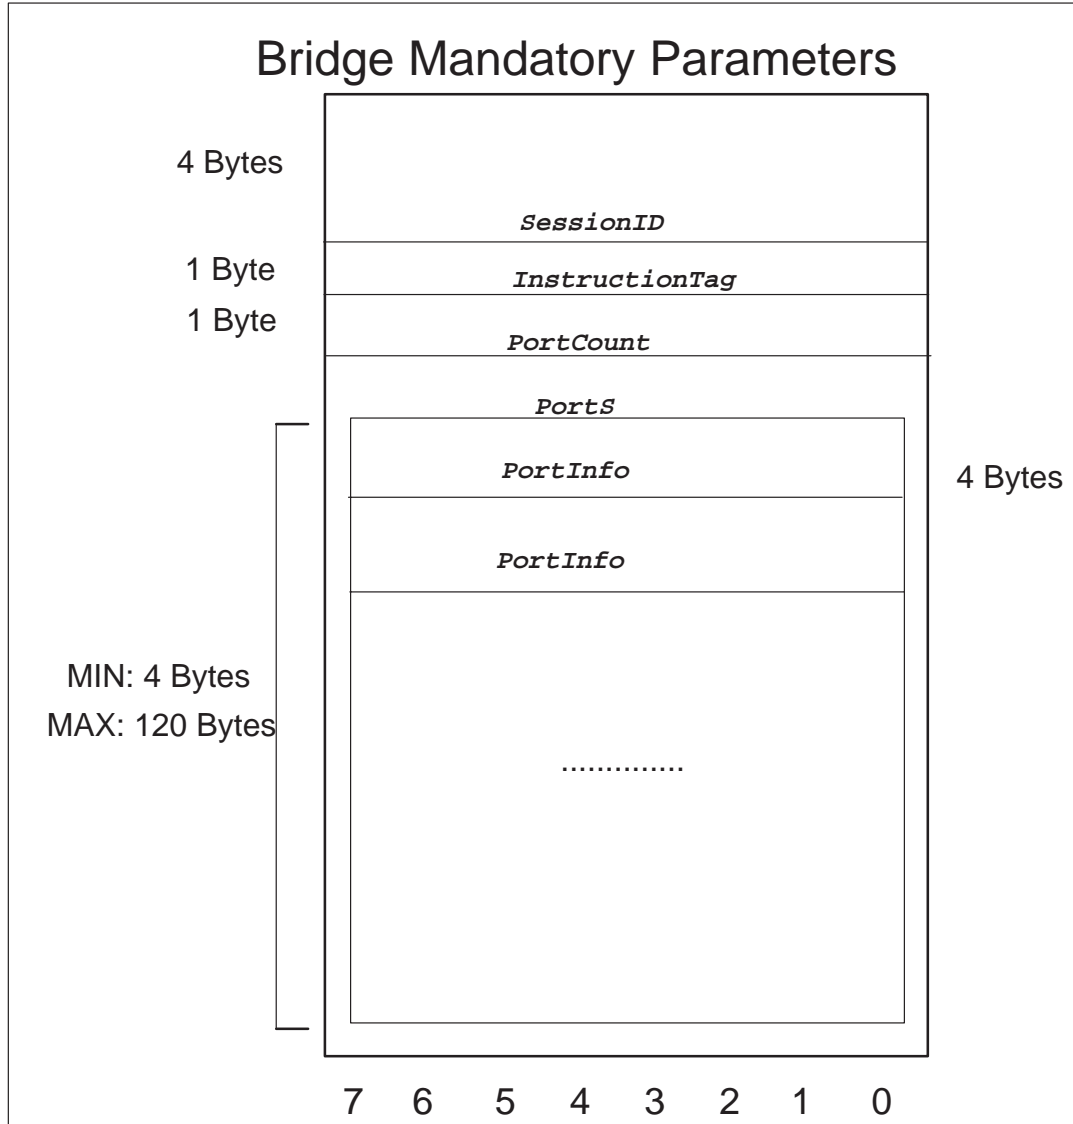 Bridge Mandatory Parameters
4 Bytes
SessionID
1 Byte
InstructionTag
1 Byte
PortCount
PortS
PortInfo
4 Bytes
PortInfo
MIN: 4 Bytes
MAX: 120 Bytes
..............
7 6 5 4 3 2 1 0